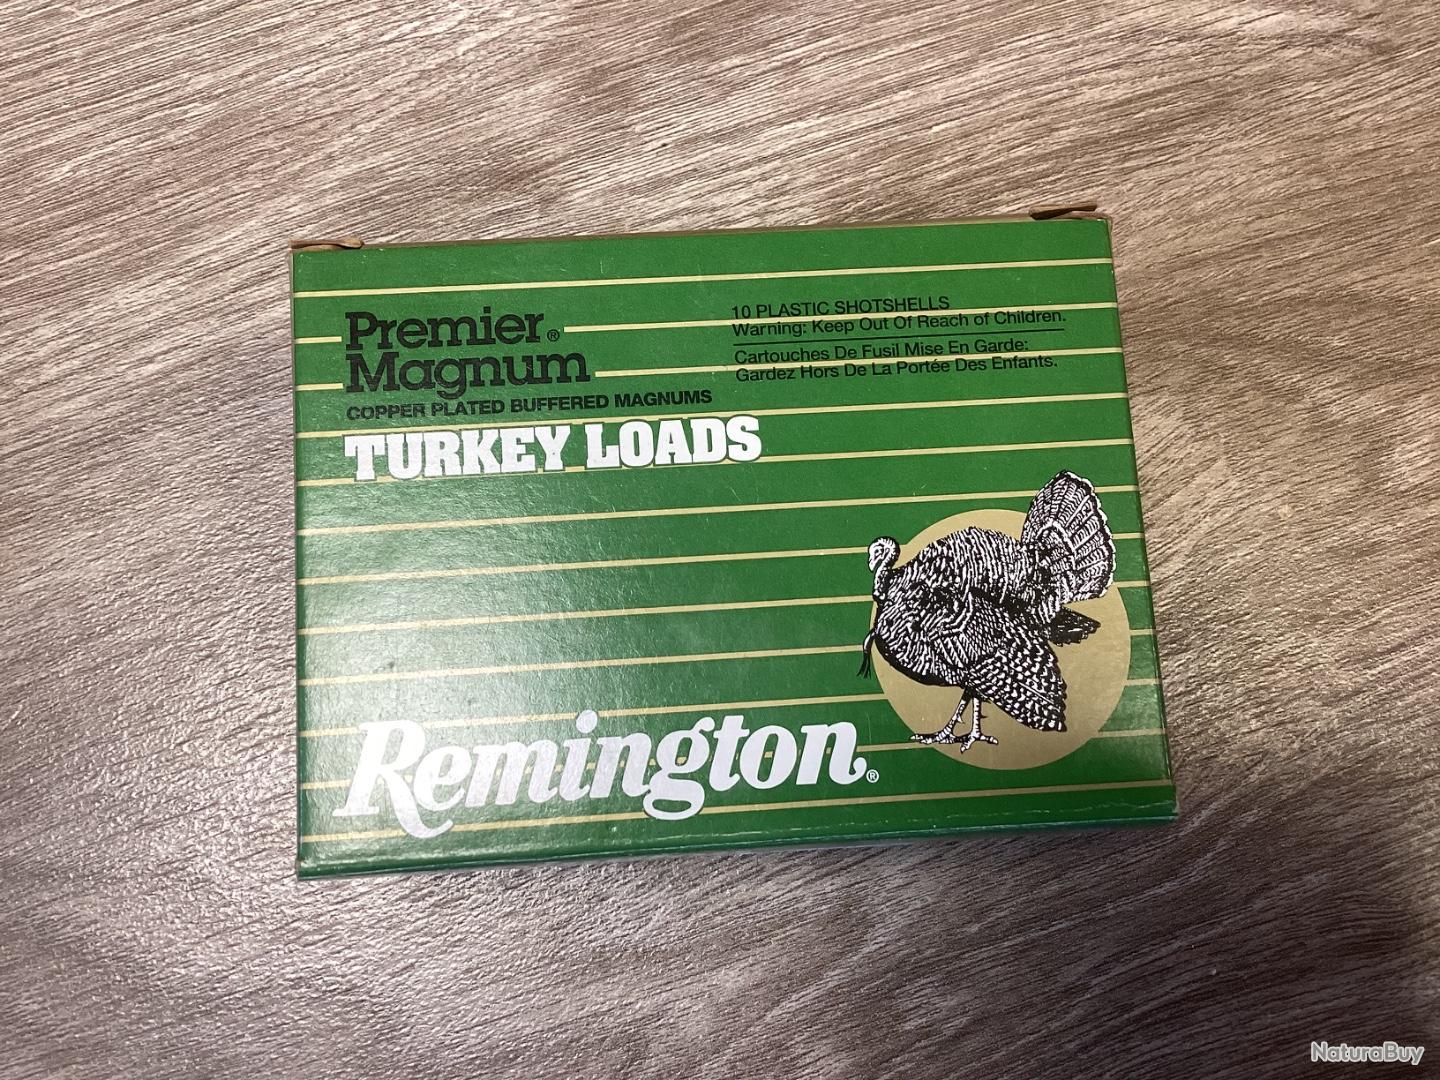 Premier®
Magnum
COPPER PLATED BUFFERED MAGNUMS
TURKEY LOADS
10 PLASTIC SHOTSHELLS
Warning: Keep Out Of Reach of Children.
Cartouches De Fusil Mise En Garde:
Gardez Hors De La Portée Des Enfants.
Remington®
NaturaBuy